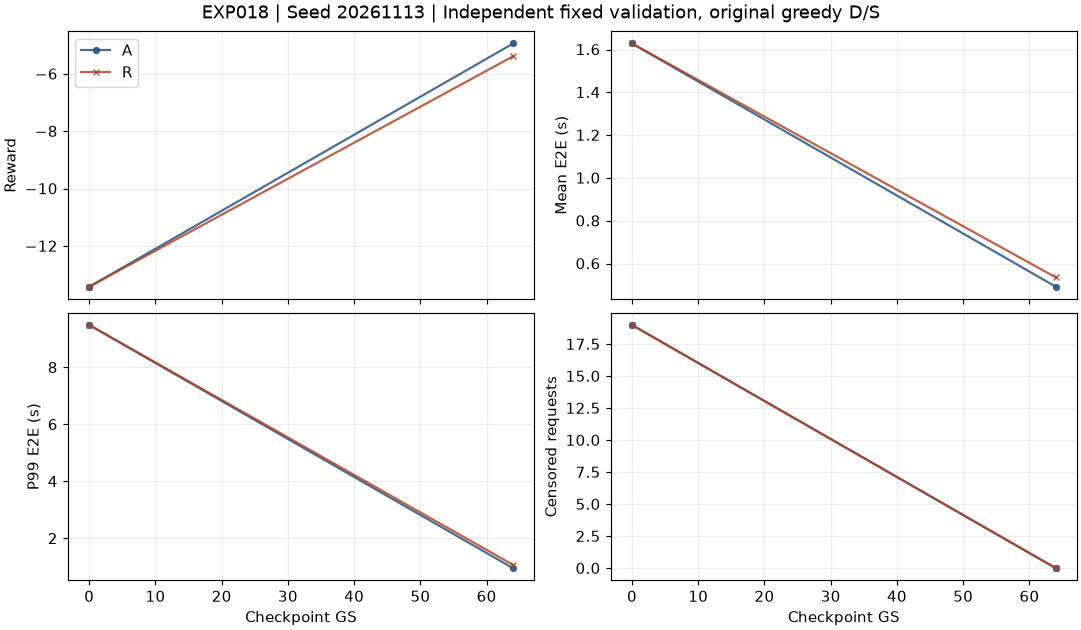 EXP018 | Seed 20261113 | Independent fixed validation, original greedy D/S
A
R
−6
−8
−10
−12
Reward
1.6
1.4
1.2
1.0
0.8
0.6
Mean E2E (s)
8
6
4
2
P99 E2E (s)
0 10 20 30 40 50 60
Checkpoint GS
17.5
15.0
12.5
10.0
7.5
5.0
2.5
0.0
Censored requests
0 10 20 30 40 50 60
Checkpoint GS